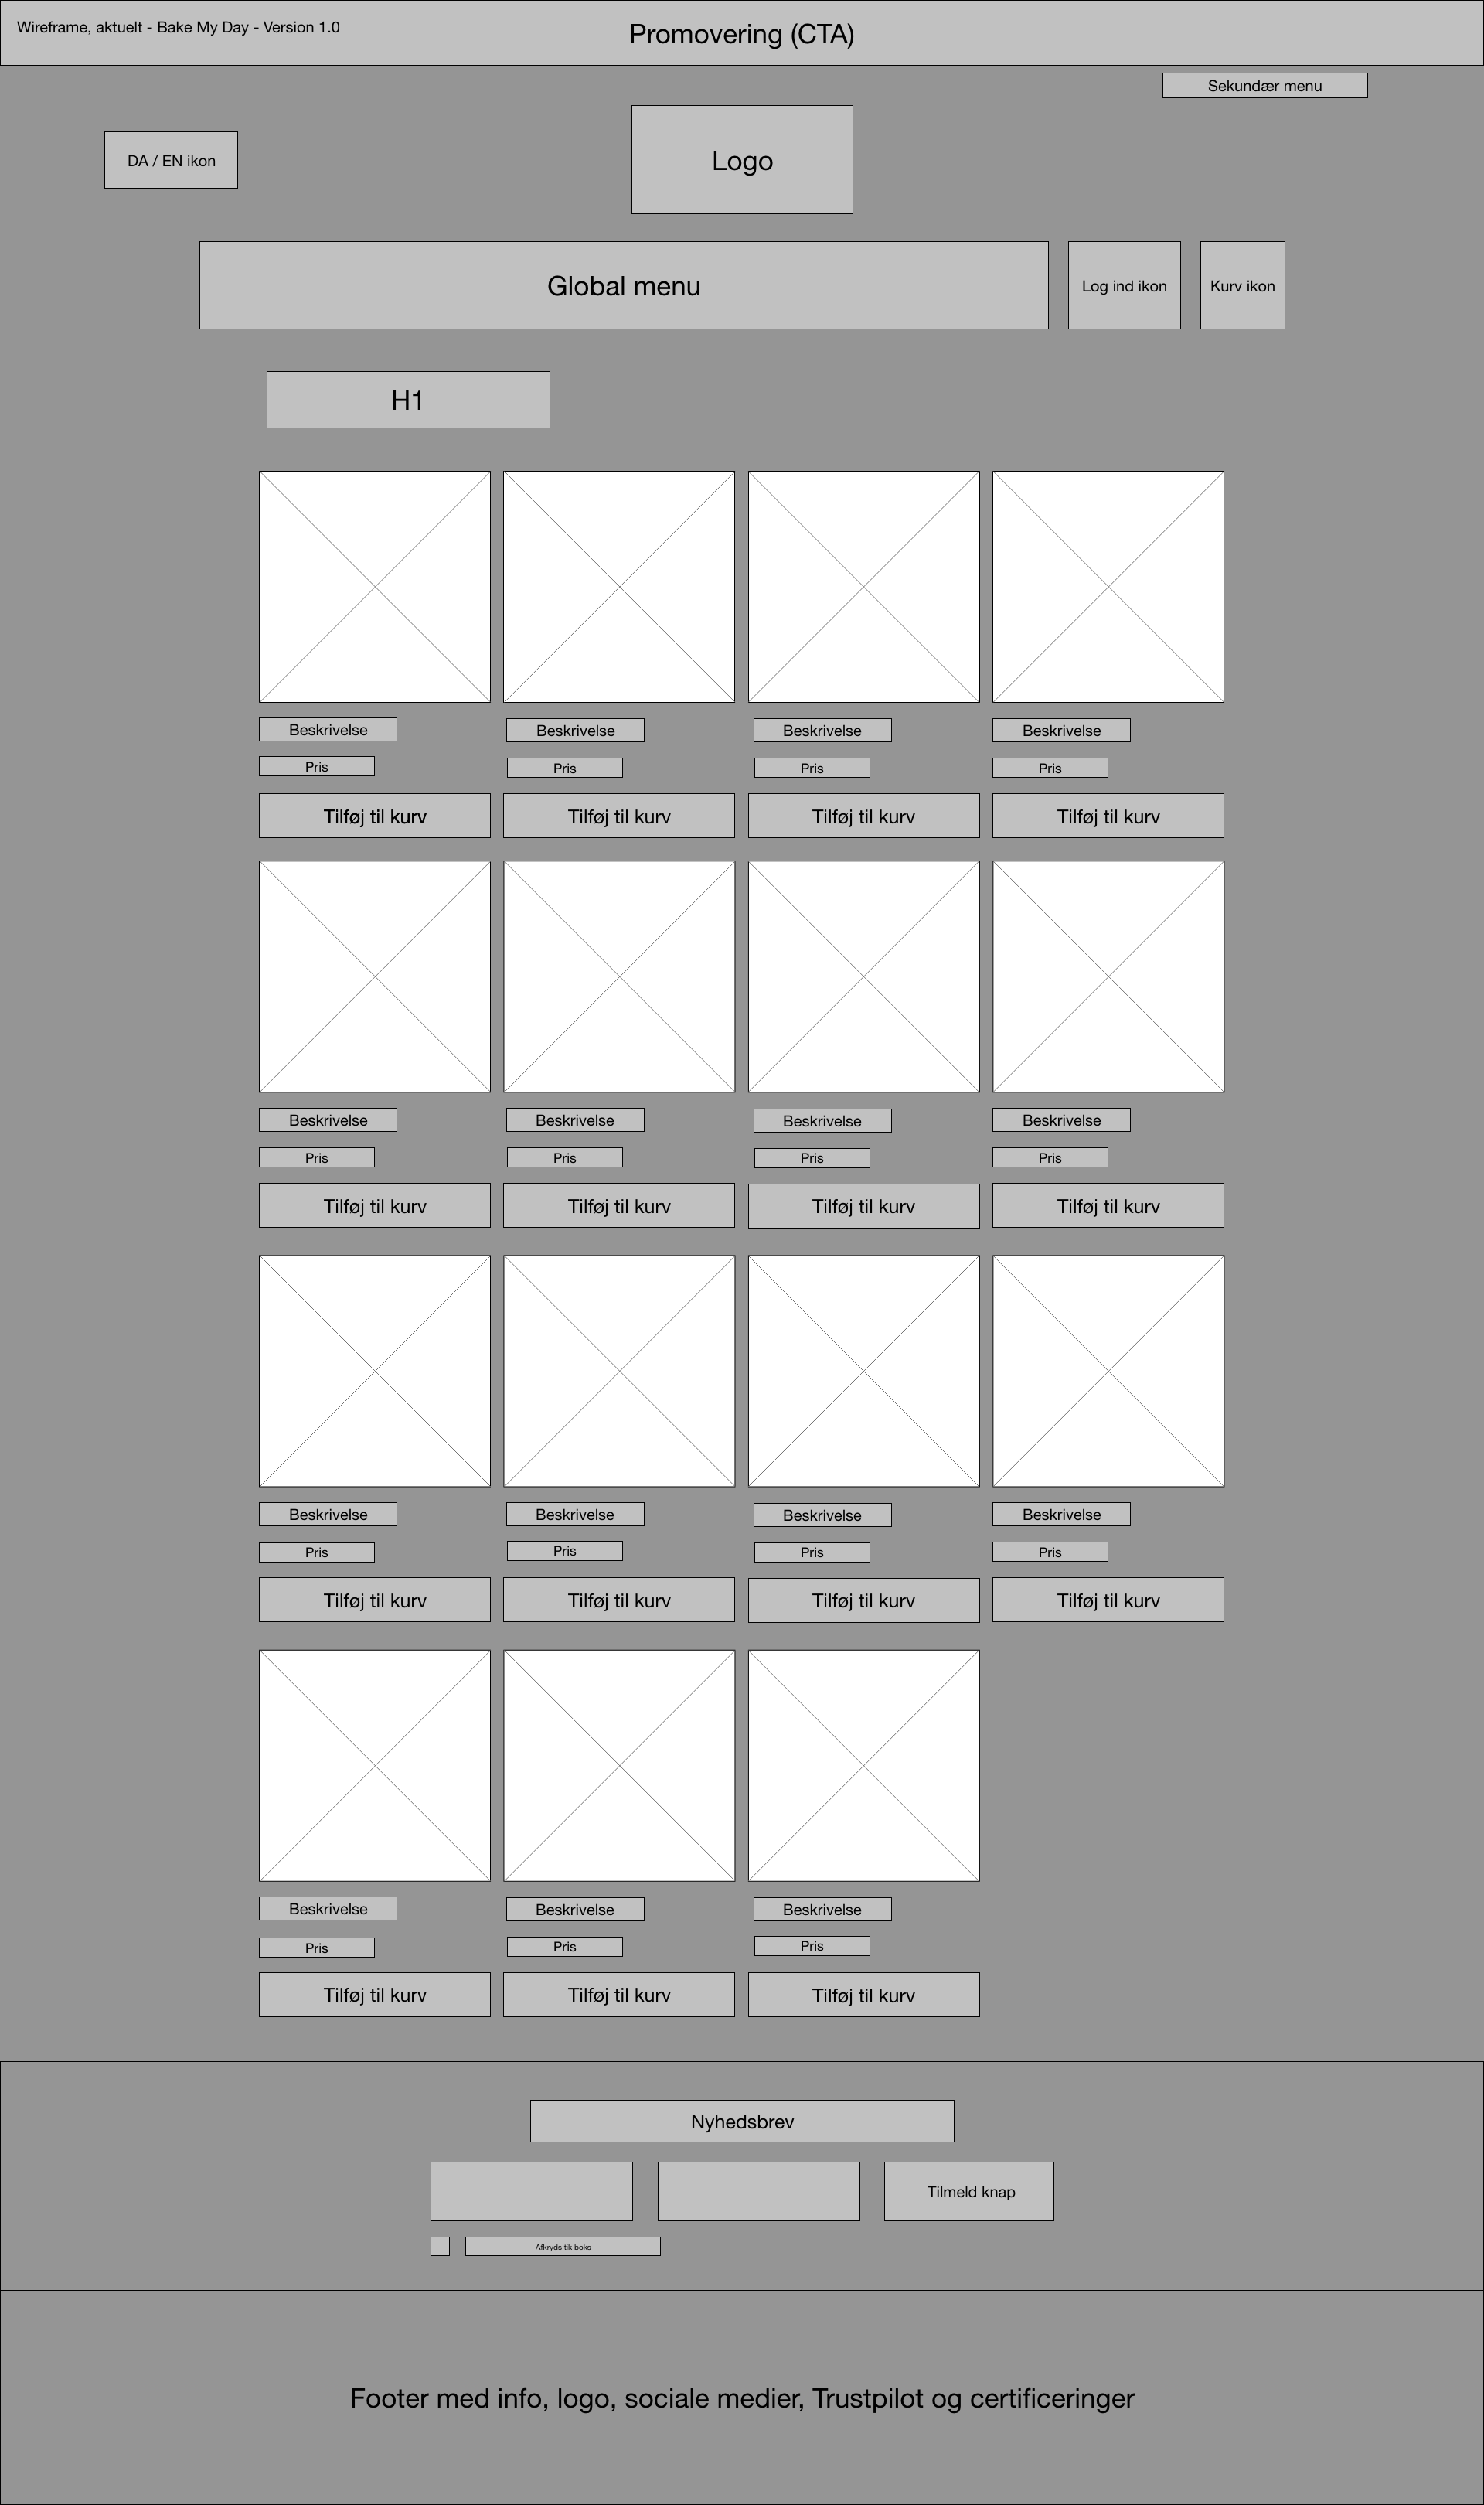 Wireframe, aktuelt - Bake My Day - Version 1.0
Promovering (CTA)
Sekundær menu
DA / EN ikon
Logo
Global menu
Log ind ikon
Kurv ikon
H1
Beskrivelse
Beskrivelse
Beskrivelse
Beskrivelse
Pris
Pris
Pris
Pris
Tilføj til kurv
Tilføj til kurv
Tilføj til kurv
Tilføj til kurv
Beskrivelse
Beskrivelse
Beskrivelse
Beskrivelse
Pris
Pris
Pris
Pris
Tilføj til kurv
Tilføj til kurv
Tilføj til kurv
Tilføj til kurv
Beskrivelse
Beskrivelse
Beskrivelse
Beskrivelse
Pris
Pris
Pris
Pris
Tilføj til kurv
Tilføj til kurv
Tilføj til kurv
Tilføj til kurv
Beskrivelse
Beskrivelse
Beskrivelse
Pris
Pris
Pris
Tilføj til kurv
Tilføj til kurv
Tilføj til kurv
Nyhedsbrev
Tilmeld knap
Afkryds tik boks
Footer med info, logo, sociale medier, Trustpilot og certificeringer